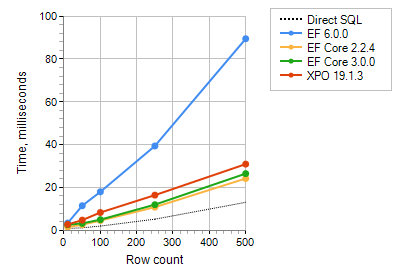 100
80
60
40
20
0
Time, milliseconds
0 100 200 300 400 500
Row count
Direct SQL
EF 6.0.0
EF Core 2.2.4
EF Core 3.0.0
XPO 19.1.3